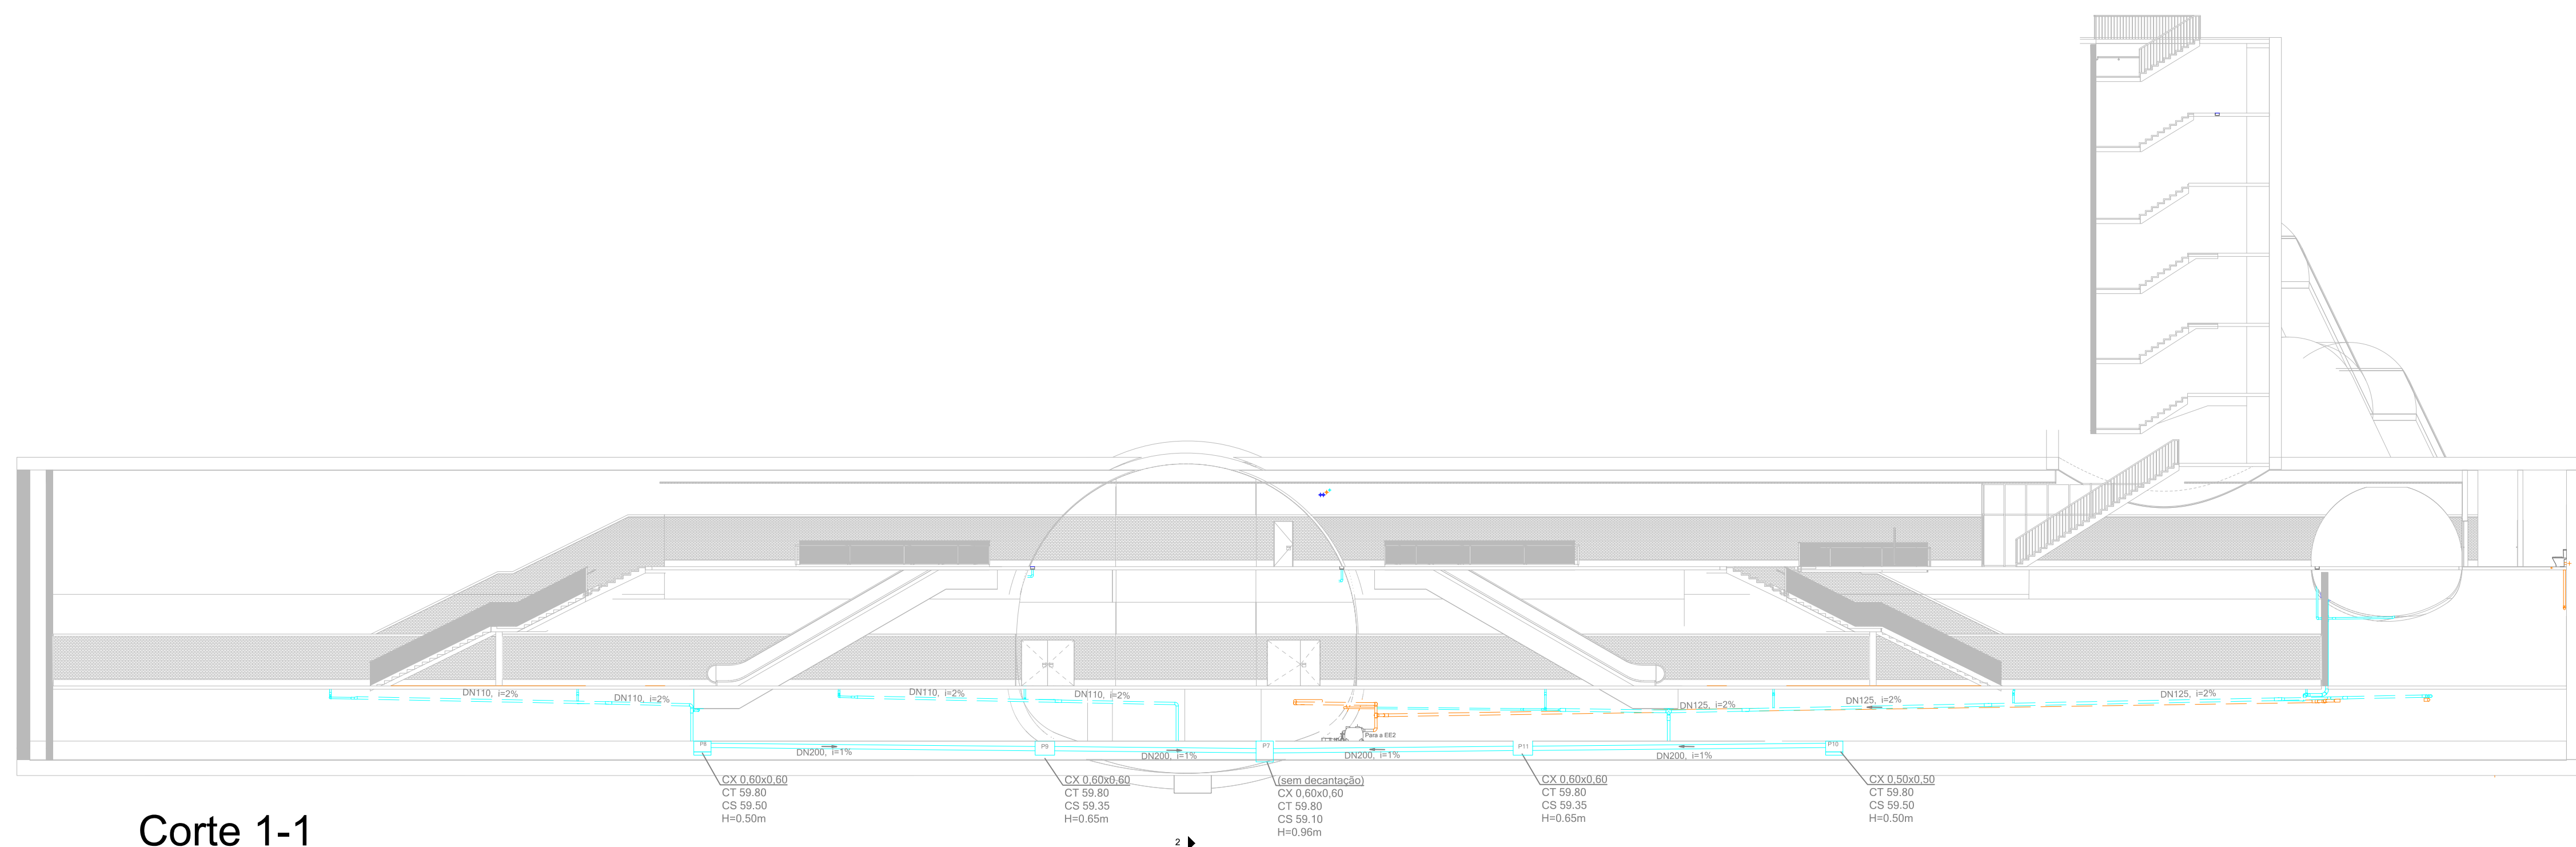 DN110, i=2%
DN110, i=2%
DN110, i=2%
DN110, i=2%
DN125, i=2%
DN125, i=2%
DN125, i=2%
Para a EE2
P8
P9
P7
P11
P10
DN200, i=1%
DN200, i=1%
DN200, i=1%
DN200, i=1%
CX 0,60x0,60
CT 59.80
CS 59.50
H=0.50m
CX 0,60x0,60
CT 59.80
CS 59.35
H=0.65m
(sem decantação)
CX 0,60x0,60
CT 59.80
CS 59.10
H=0.96m
CX 0,60x0,60
CT 59.80
CS 59.35
H=0.65m
CX 0,50x0,50
CT 59.80
CS 59.50
H=0.50m
Corte 1-1
2